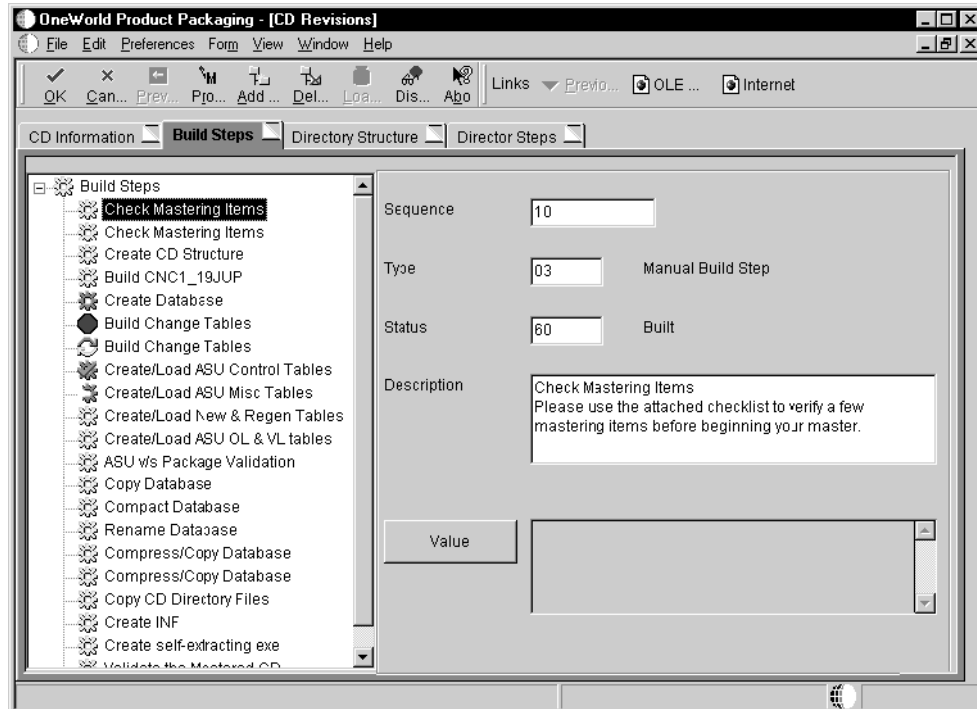 OneWorld Product Packaging - [CD Revisions]
File Edit Preferences Form View Window Help
OK Can... Prev... Pro... Add ... Del... Loa... Dis... Abo Links Previo... OLE ... Internet
CD Information Build Steps Directory Structure Director Steps
Build Steps
Check Mastering Items
Check Mastering Items
Create CD Structure
Build CNC1_19JUP
Create Database
Build Change Tables
Build Change Tables
Create/Load ASU Control Tables
Create/Load ASU Misc Tables
Create/Load New & Regen Tables
Create/Load ASU OL & VL tables
ASU v/s Package Validation
Copy Database
Compact Database
Rename Database
Compress/Copy Database
Compress/Copy Database
Copy CD Directory Files
Create INF
Create self-extracting exe
Validate the Mastered CD
Sequence 10
Type 03 Manual Build Step
Status 60 Built
Description
Check Mastering Items
Please use the attached checklist to verify a few
mastering items before beginning your master.
Value